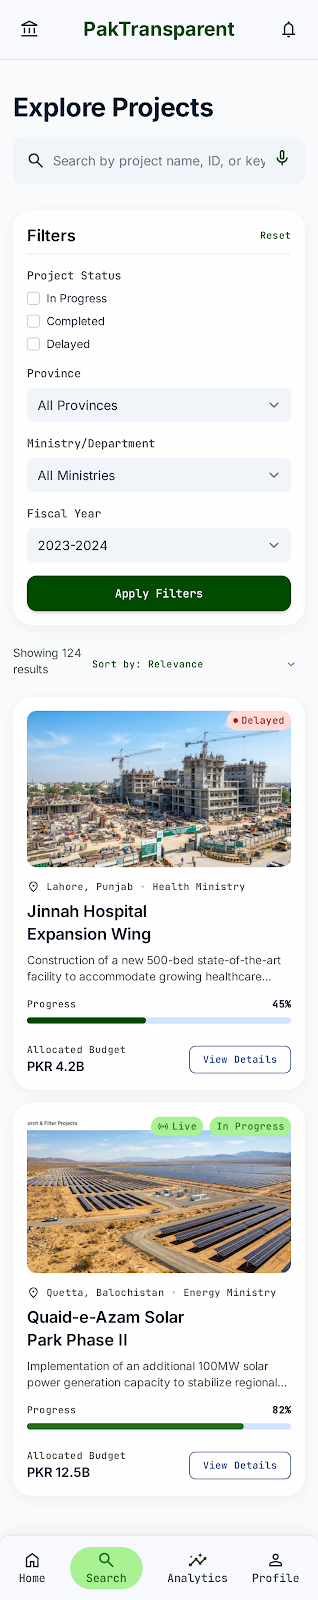 PakTransparent
Explore Projects
Search by project name, ID, or key
Filters
Reset
Project Status
In Progress
Completed
Delayed
Province
All Provinces
Ministry/Department
All Ministries
Fiscal Year
2023-2024
Apply Filters
Showing 124
results
Sort by: Relevance
Delayed
Lahore, Punjab • Health Ministry
Jinnah Hospital
Expansion Wing
Construction of a new 500-bed state-of-the-art
facility to accommodate growing healthcare...
Progress
45%
Allocated Budget
PKR 4.2B
View Details
arch & Filter Projects
Live
In Progress
Quetta, Balochistan • Energy Ministry
Quaid-e-Azam Solar
Park Phase II
Implementation of an additional 100MW solar
power generation capacity to stabilize regional...
Progress
82%
Allocated Budget
PKR 12.5B
View Details
Home
Search
Analytics
Profile